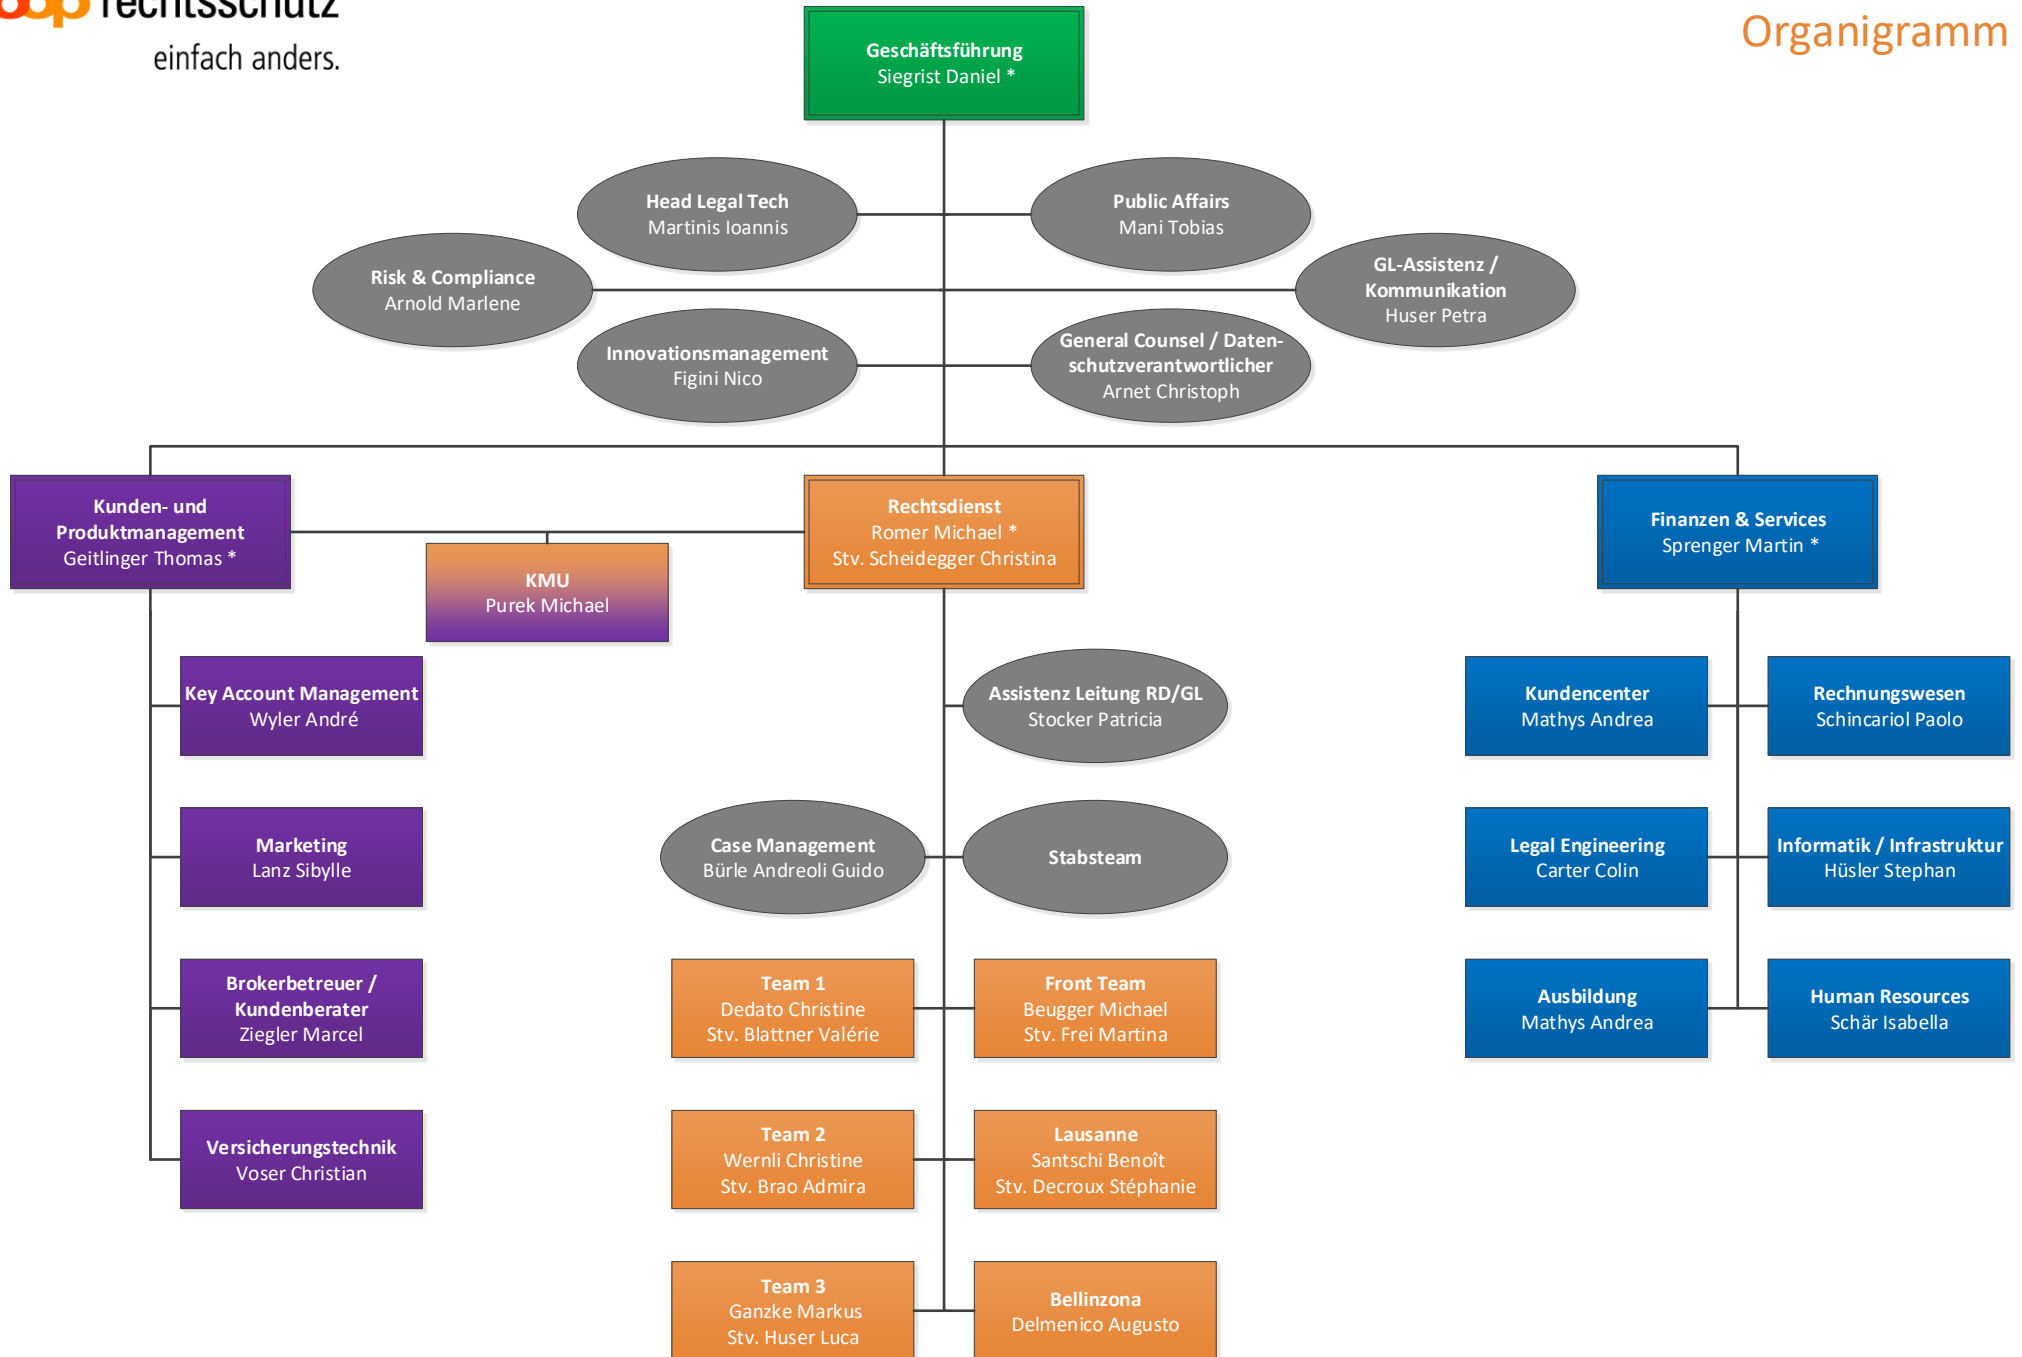 rechtsschutz
einfach anders.
Organigramm
Geschäftsführung
Siegrist Daniel *
Head Legal Tech
Martinis Ioannis
Public Affairs
Mani Tobias
Risk & Compliance
Arnold Marlene
GL-Assistenz /
Kommunikation
Huser Petra
Innovationsmanagement
Figini Nico
General Counsel / Daten-
schutzverantwortlicher
Arnet Christoph
Kunden- und
Produktmanagement
Geitlinger Thomas *
Rechtsdienst
Romer Michael *
Stv. Scheidegger Christina
Finanzen & Services
Sprenger Martin *
KMU
Purek Michael
Key Account Management
Wyler André
Assistenz Leitung RD/GL
Stocker Patricia
Kundencenter
Mathys Andrea
Rechnungswesen
Schincariol Paolo
Marketing
Lanz Sibylle
Case Management
Bürle Andreoli Guido
Stabsteam
Legal Engineering
Carter Colin
Informatik / Infrastruktur
Hüsler Stephan
Brokerbetreuer /
Kundenberater
Ziegler Marcel
Team 1
Dedato Christine
Stv. Blattner Valérie
Front Team
Beugger Michael
Stv. Frei Martina
Ausbildung
Mathys Andrea
Human Resources
Schär Isabella
Versicherungstechnik
Voser Christian
Team 2
Wernli Christine
Stv. Brao Admira
Lausanne
Santschi Benoît
Stv. Decroux Stéphanie
Team 3
Ganzke Markus
Stv. Huser Luca
Bellinzona
Delmenico Augusto